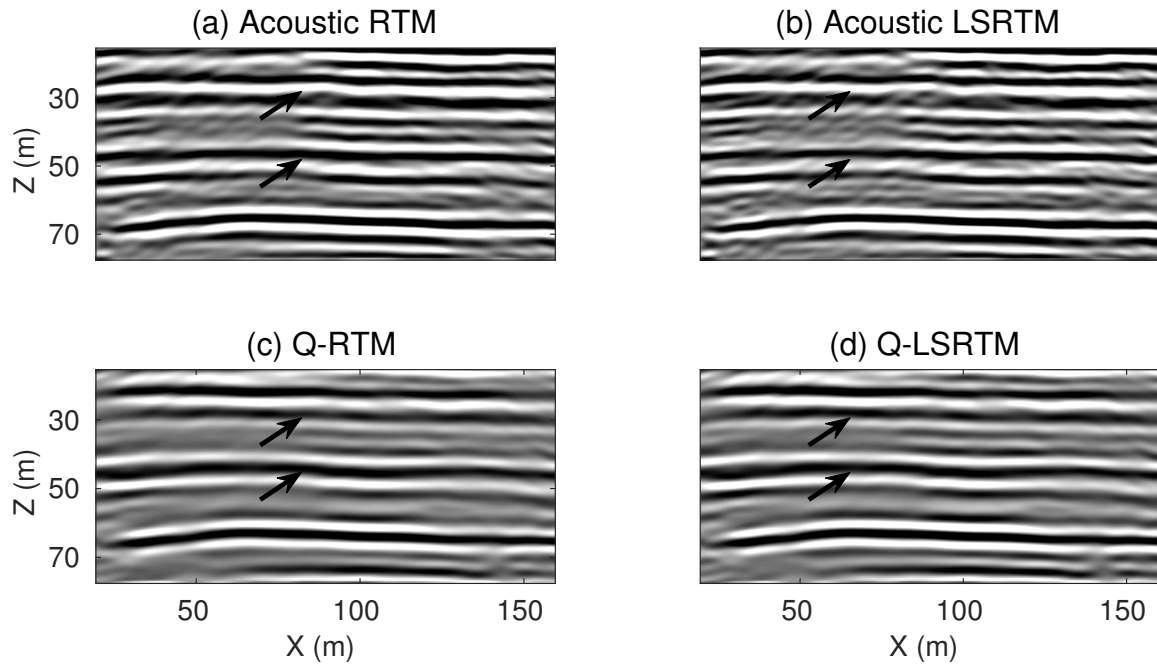 (a) Acoustic RTM
(b) Acoustic LSRTM
30
50
70
Z (m)
(c) Q-RTM
(d) Q-LSRTM
30
50
70
Z (m)
50
100
150
X (m)
50
100
150
X (m)